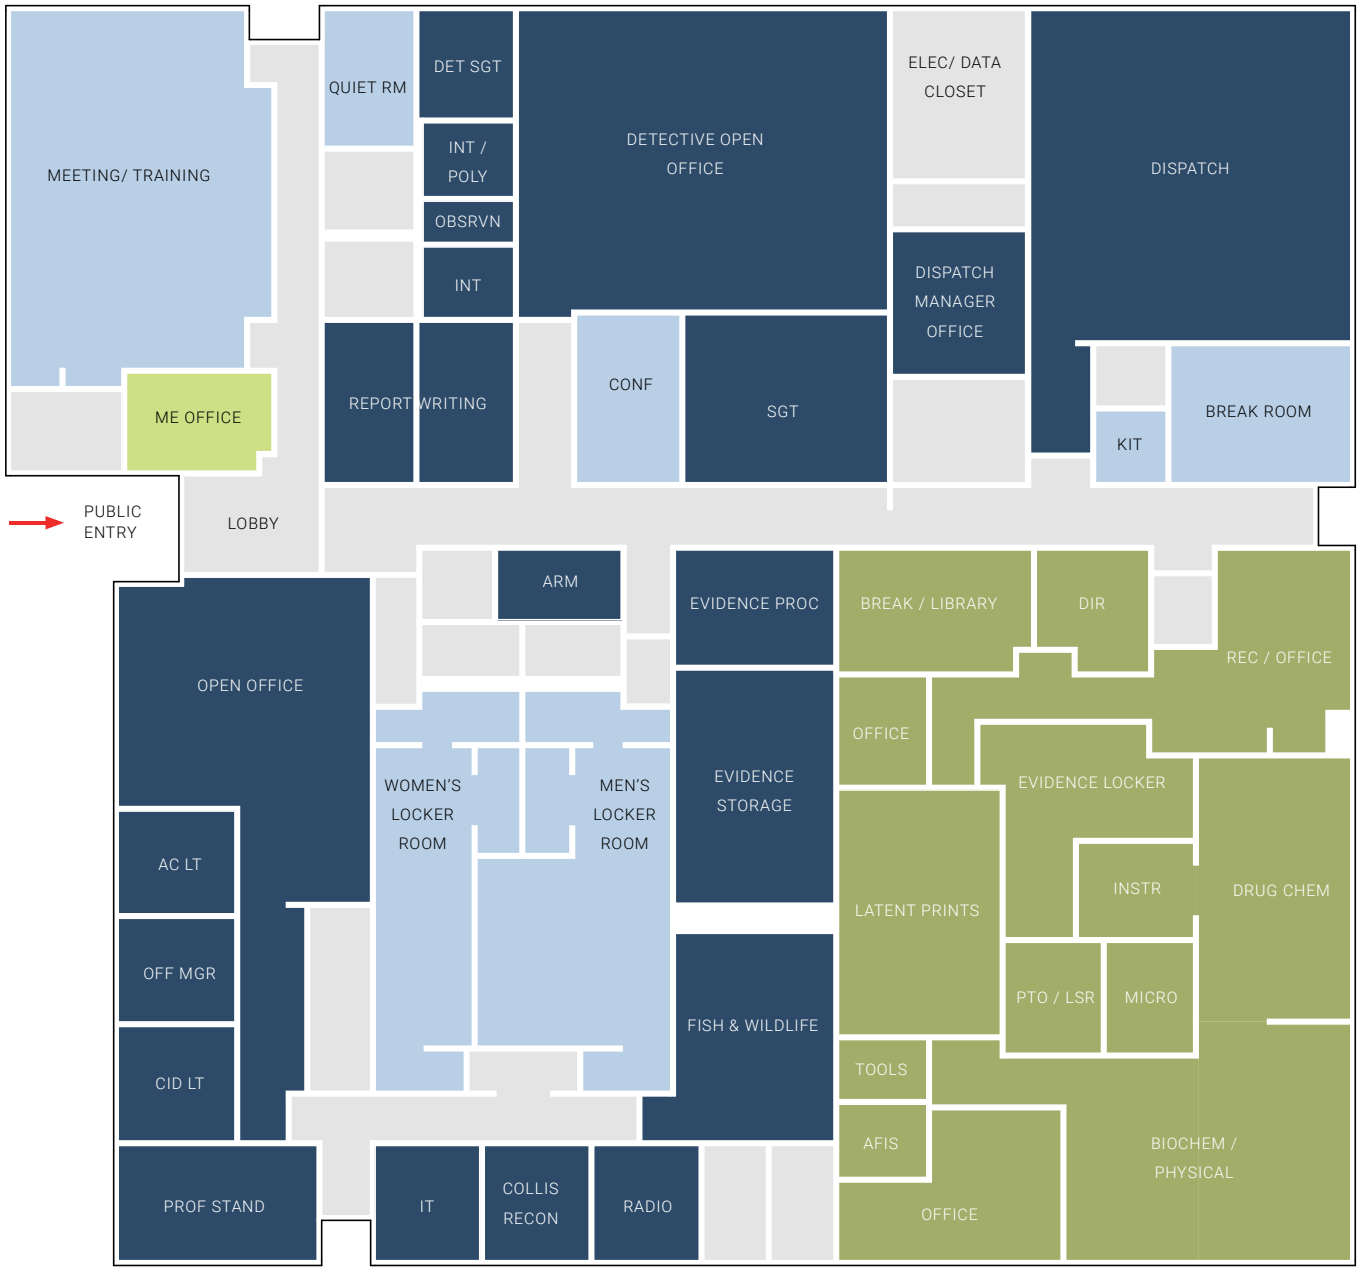 DET SGT
QUIET RM
ELEC/ DATA
CLOSET
DETECTIVE OPEN
OFFICE
INT /
POLY
MEETING/ TRAINING
DISPATCH
OBSRVN
INT
DISPATCH
MANAGER
OFFICE
CONF
REPORT WRITING
SGT
BREAK ROOM
ME OFFICE
KIT
PUBLIC
ENTRY
LOBBY
ARM
EVIDENCE PROC
BREAK / LIBRARY
DIR
REC / OFFICE
OPEN OFFICE
OFFICE
EVIDENCE
STORAGE
EVIDENCE LOCKER
WOMEN'S
LOCKER
ROOM
MEN'S
LOCKER
ROOM
AC LT
INSTR
DRUG CHEM
LATENT PRINTS
OFF MGR
PTO / LSR
MICRO
FISH & WILDLIFE
TOOLS
CID LT
AFIS
BIOCHEM /
PHYSICAL
PROF STAND
IT
COLLIS
RECON
RADIO
OFFICE